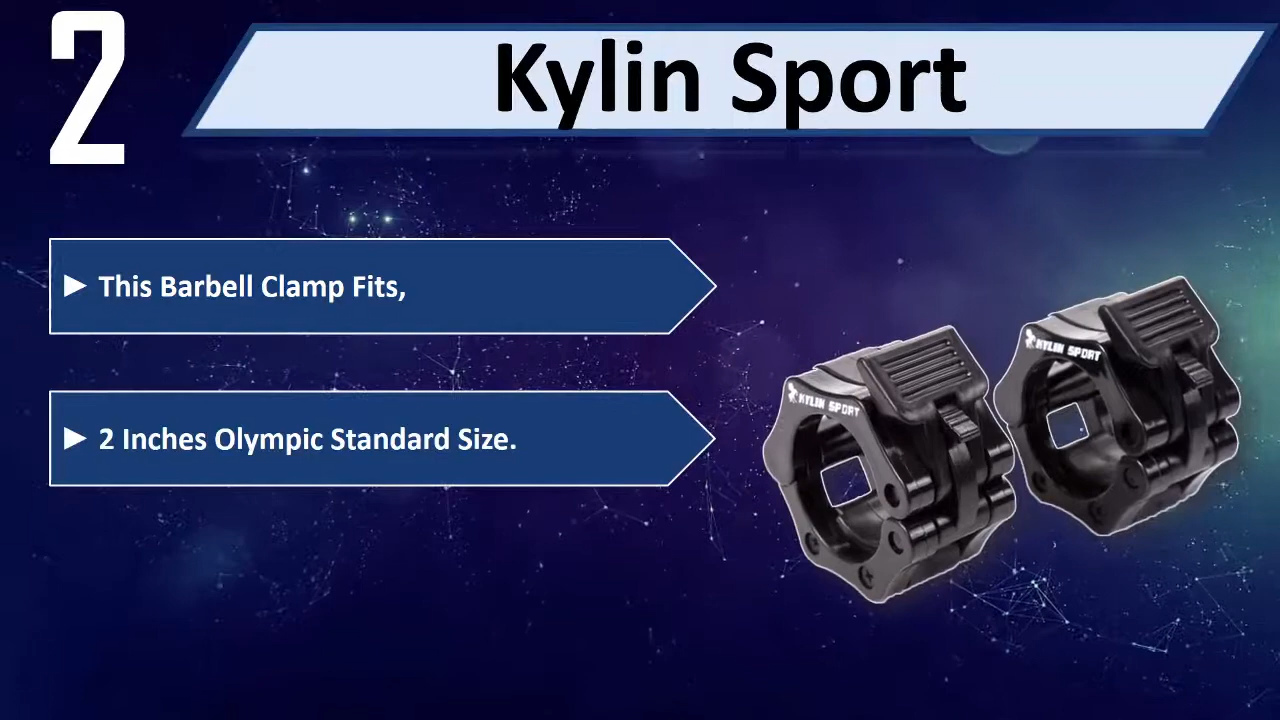 2
Kylin Sport
► This Barbell Clamp Fits,
► 2 Inches Olympic Standard Size.
KYLIN SPORT
KYLIN SPORT